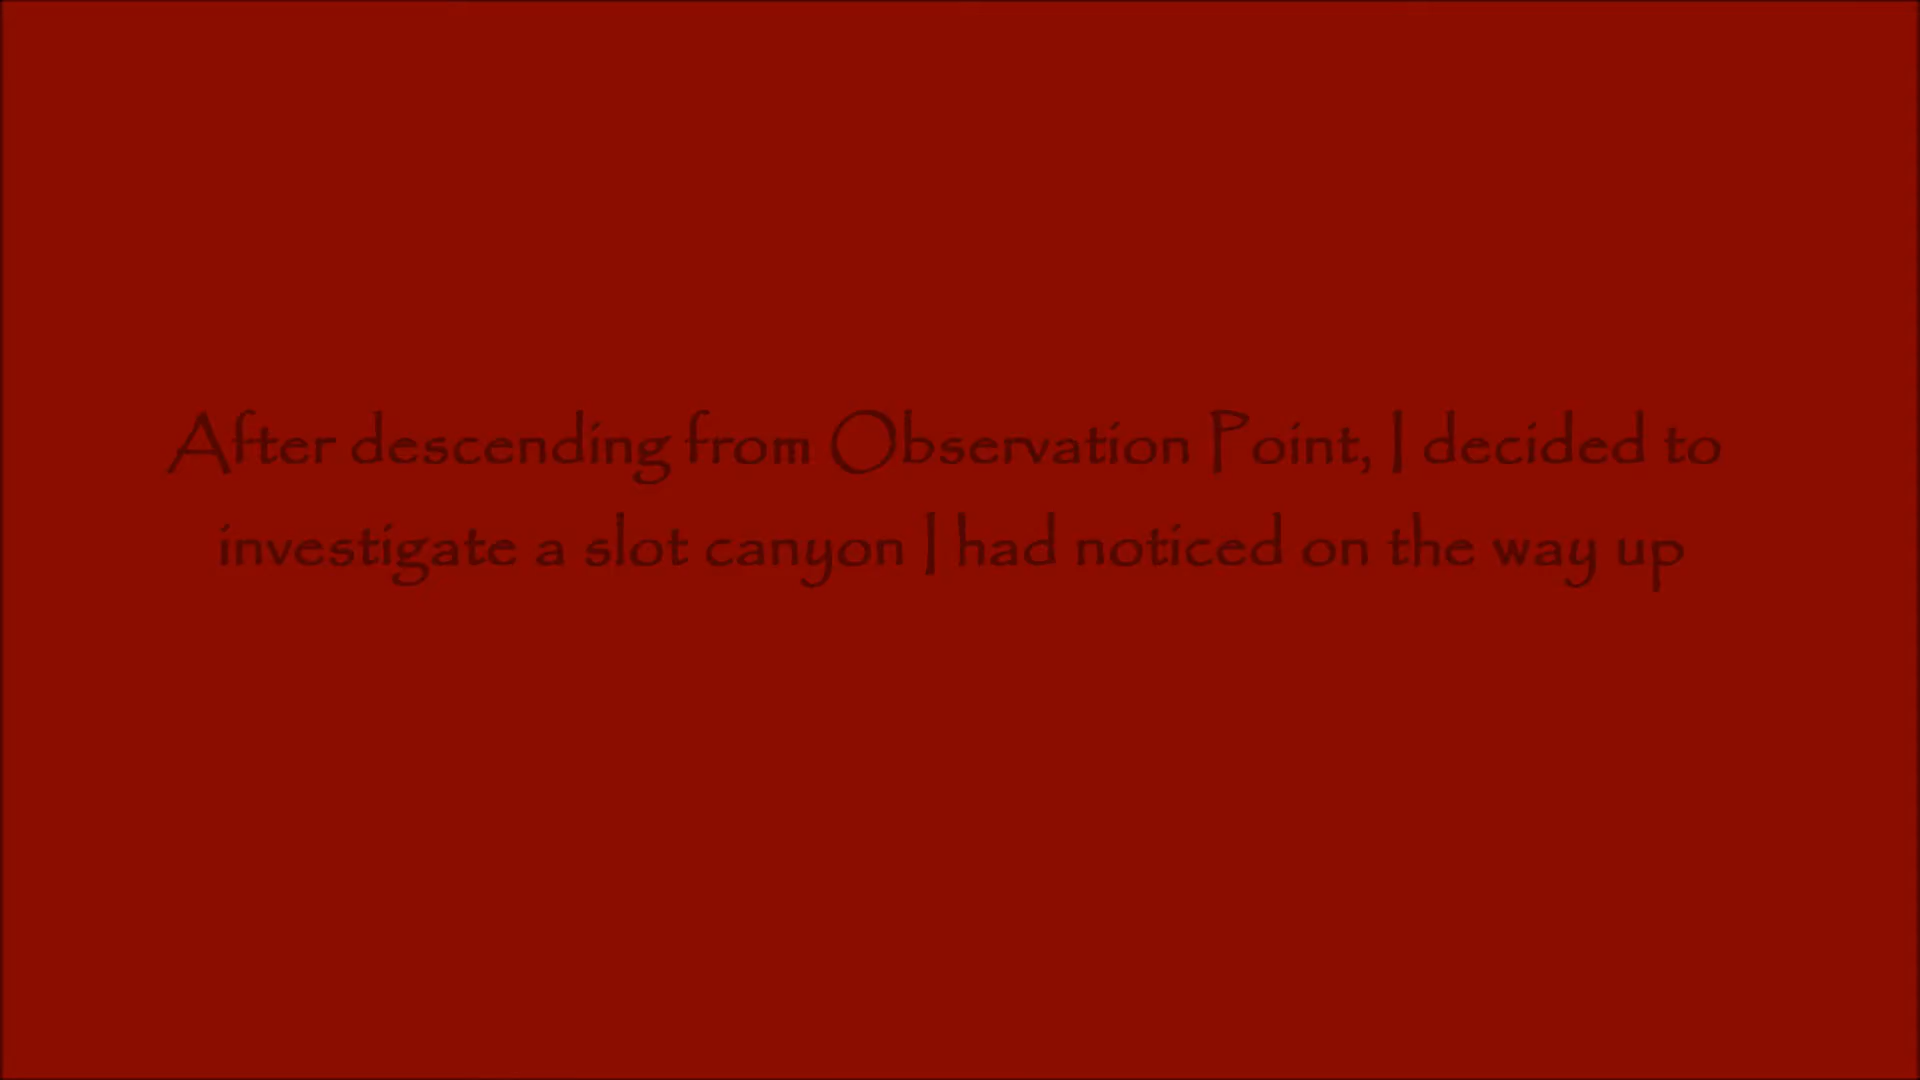 After descending from Observation Point, I decided to
investigate a slot canyon I had noticed on the way up